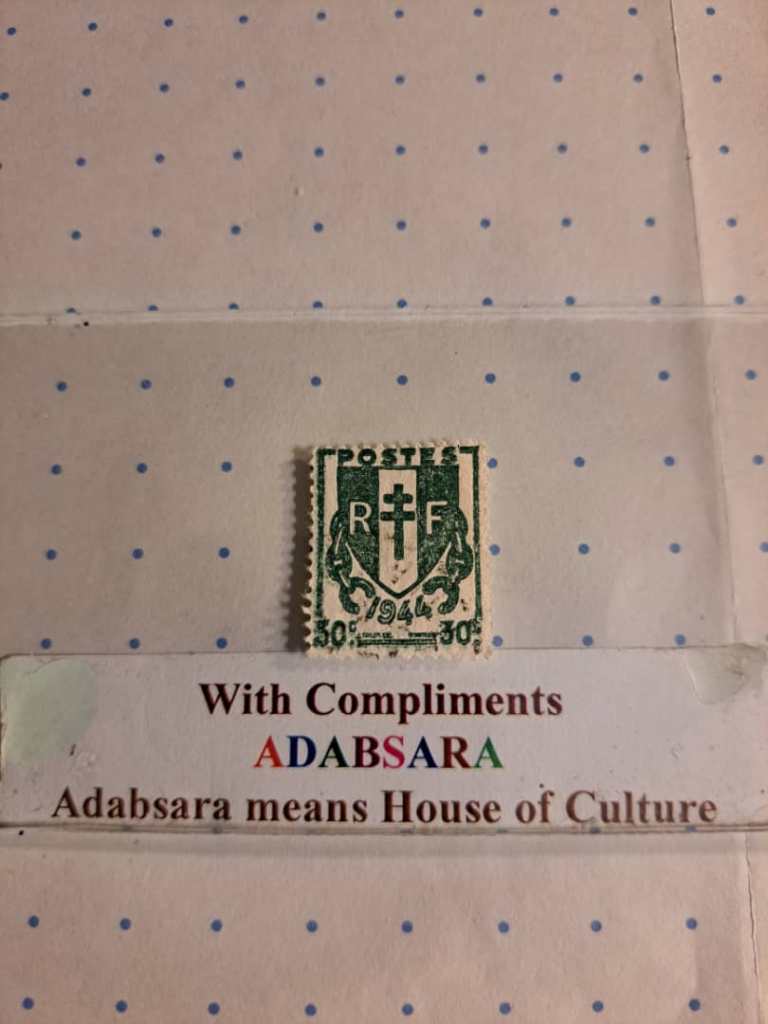 POSTES
R F
1944
30c 30c
With Compliments
ADABSARA
Adabsara means House of Culture